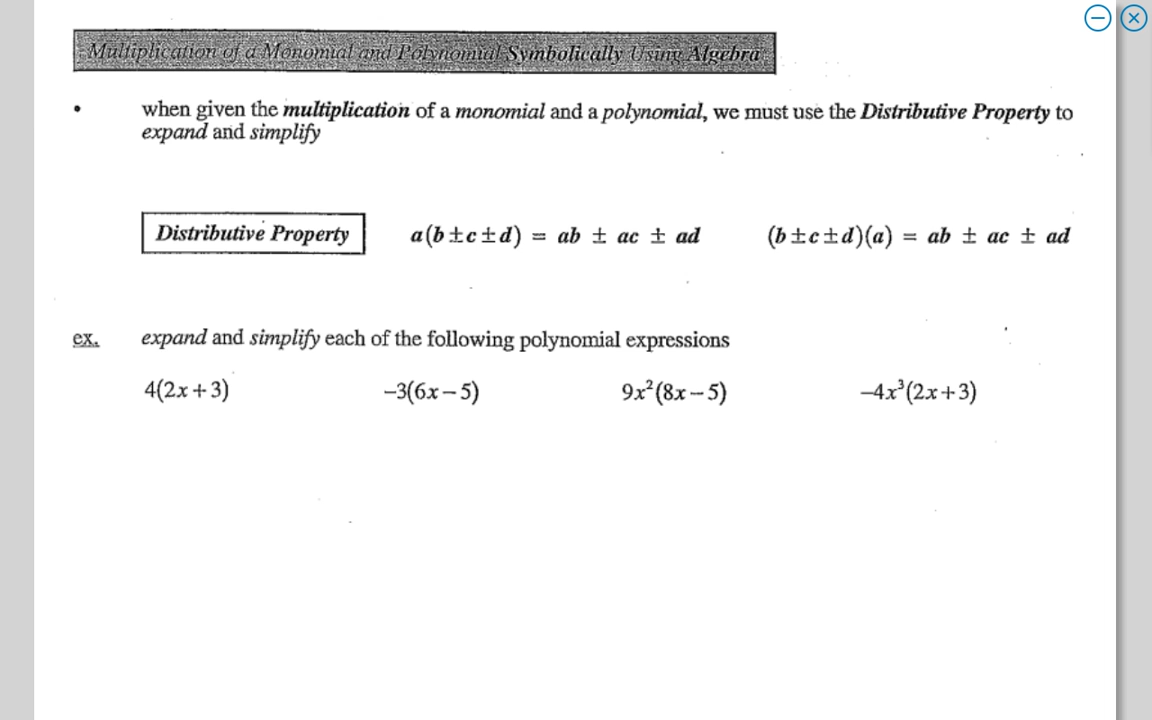 Multiplication of a Monomial and Polynomial Symbolically Using Algebra
• when given the multiplication of a monomial and a polynomial, we must use the Distributive Property to
expand and simplify
Distributive Property a(b±c±d) = ab ± ac ± ad (b±c±d)(a) = ab ± ac ± ad
ex. expand and simplify each of the following polynomial expressions
4(2x+3) −3(6x−5) 9x²(8x−5) −4x³(2x+3)